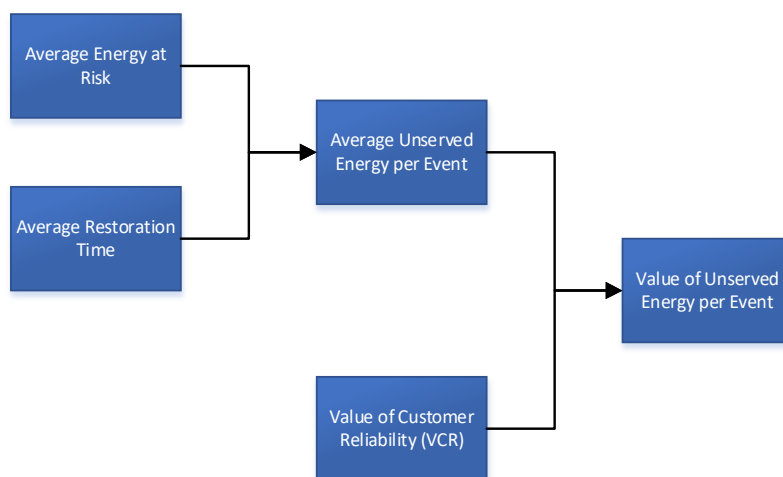 Average Energy at
Risk
Average Restoration
Time
Average Unserved
Energy per Event
Value of Customer
Reliability (VCR)
Value of Unserved
Energy per Event